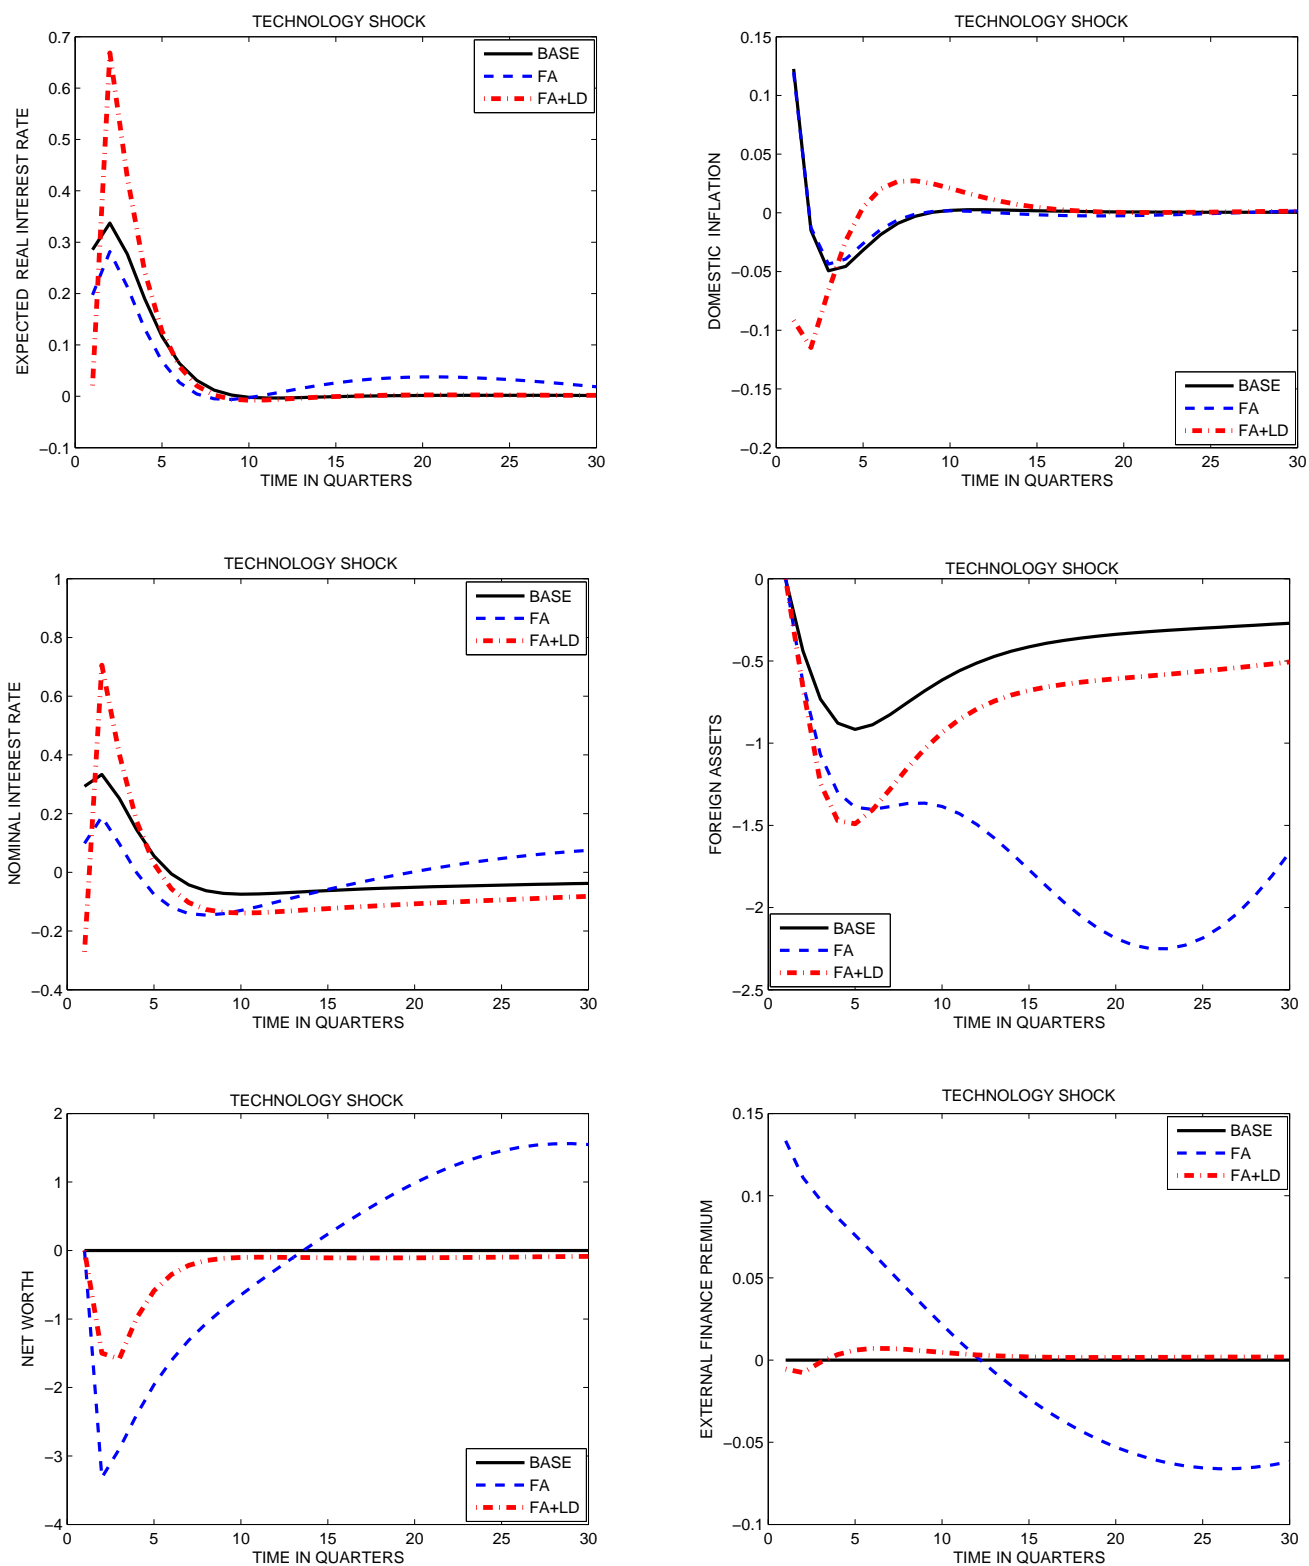 TECHNOLOGY SHOCK
0.7
0.6
0.5
0.4
0.3
0.2
0.1
0
−0.1
0 5 10 15 20 25 30
EXPECTED REAL INTEREST RATE
TIME IN QUARTERS
BASE
FA
FA+LD
TECHNOLOGY SHOCK
0.15
0.1
0.05
0
−0.05
−0.1
−0.15
−0.2
0 5 10 15 20 25 30
DOMESTIC INFLATION
TIME IN QUARTERS
BASE
FA
FA+LD
TECHNOLOGY SHOCK
1
0.8
0.6
0.4
0.2
0
−0.2
−0.4
0 5 10 15 20 25 30
NOMINAL INTEREST RATE
TIME IN QUARTERS
BASE
FA
FA+LD
TECHNOLOGY SHOCK
0
−0.5
−1
−1.5
−2
−2.5
0 5 10 15 20 25 30
FOREIGN ASSETS
TIME IN QUARTERS
BASE
FA
FA+LD
TECHNOLOGY SHOCK
2
1
0
−1
−2
−3
−4
0 5 10 15 20 25 30
NET WORTH
TIME IN QUARTERS
BASE
FA
FA+LD
TECHNOLOGY SHOCK
0.15
0.1
0.05
0
−0.05
−0.1
0 5 10 15 20 25 30
EXTERNAL FINANCE PREMIUM
TIME IN QUARTERS
BASE
FA
FA+LD